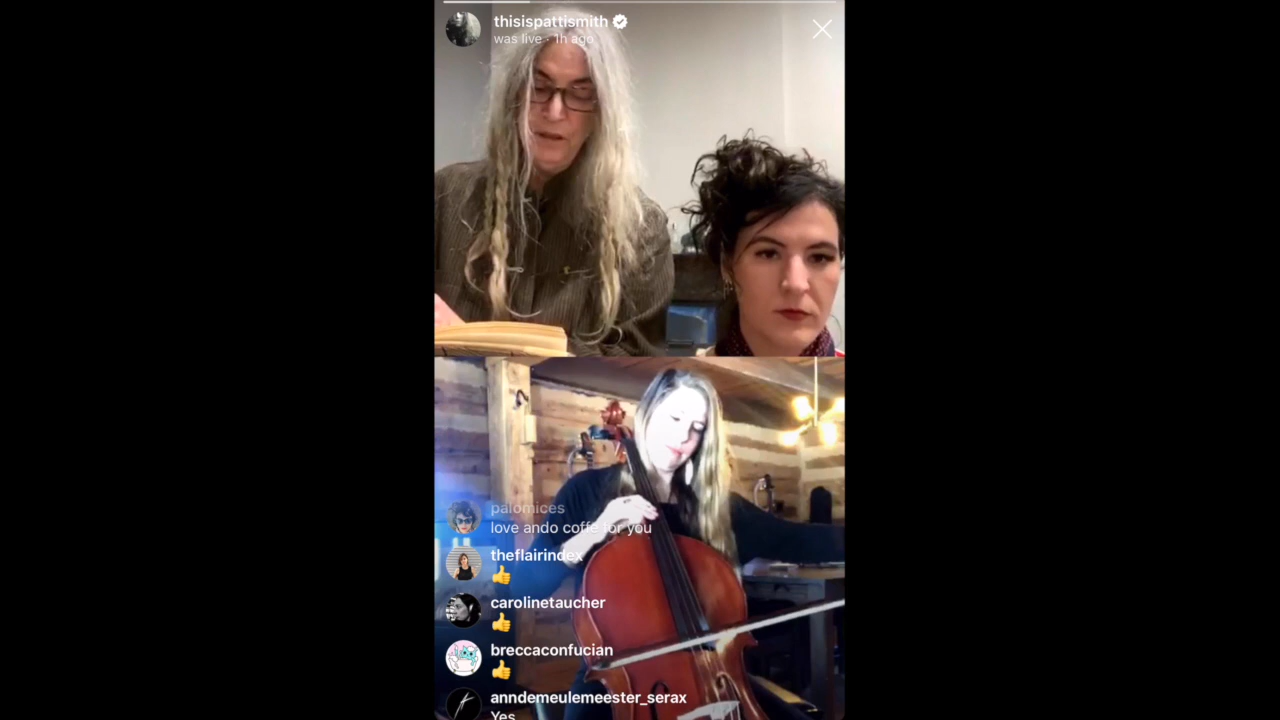 thisispattismith
was live · 1h ago
palomices
love ando coffe for you
theflairindex
👍
carolinetaucher
👍
breccaconfucian
👍
anndemeulemeester_serax
Yes